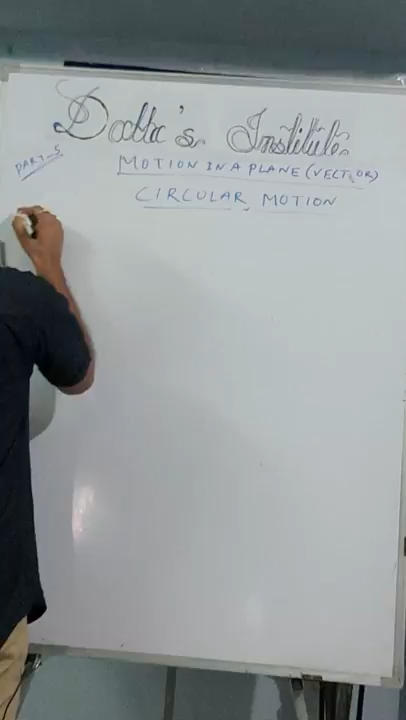 Datta's Institute
PART-5
MOTION IN A PLANE (VECTOR)
CIRCULAR MOTION